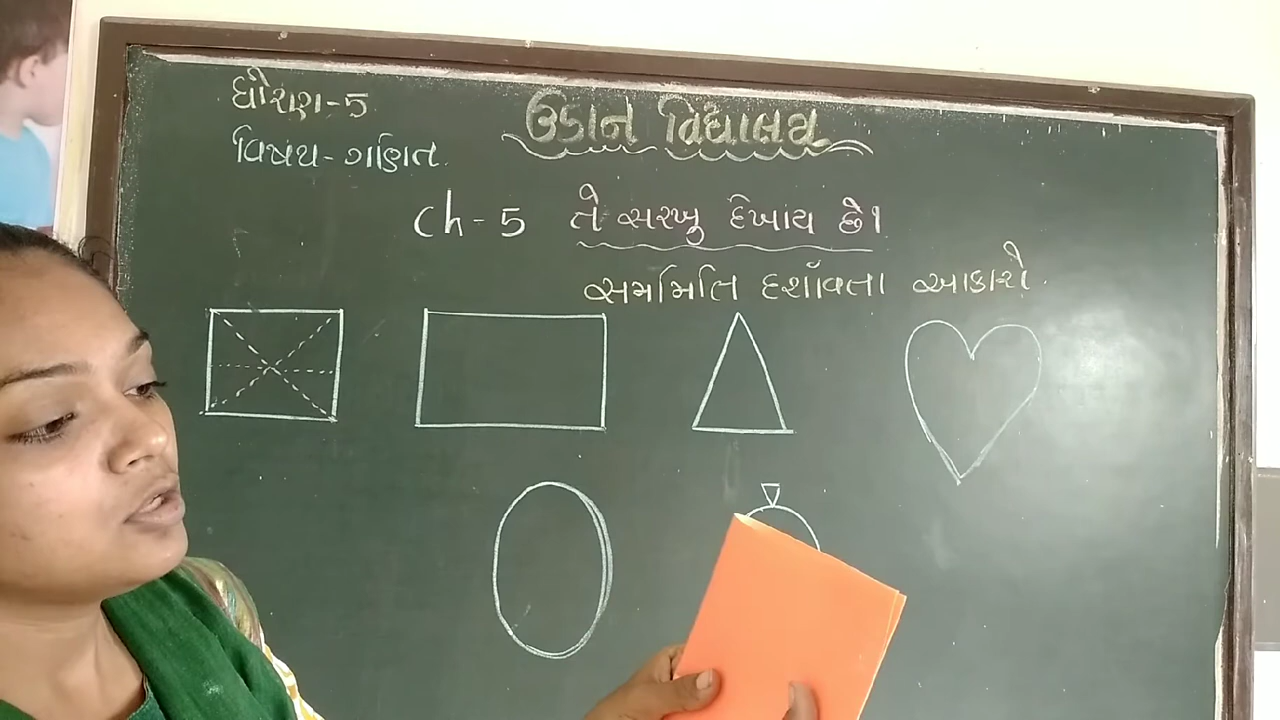 ધોરણ-5
ઉડાન વિદ્યાલય
વિષય-ગણિત.
Ch-5 તે સરખુ દેખાય છે।
સમમિતિ દર્શાવતા આકારો.